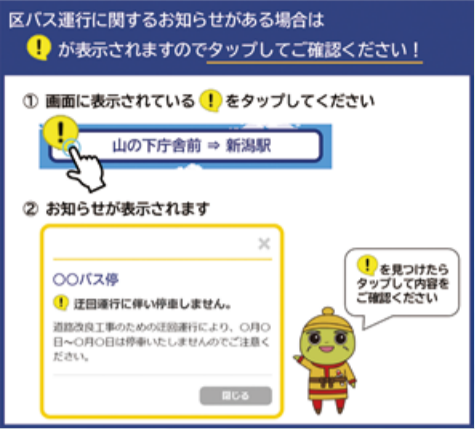 区バス運行に関するお知らせがある場合は
! が表示されますのでタップしてご確認ください!
① 画面に表示されている ! をタップしてください
!
山の下庁舎前 ⇒ 新潟駅
② お知らせが表示されます
×
〇〇バス停
! 迂回運行に伴い停車しません。
道路改良工事のための迂回運行により、〇月〇
日～〇月〇日は停車いたしませんのでご注意く
ださい。
閉じる
! を見つけたら
タップして内容を
ご確認ください